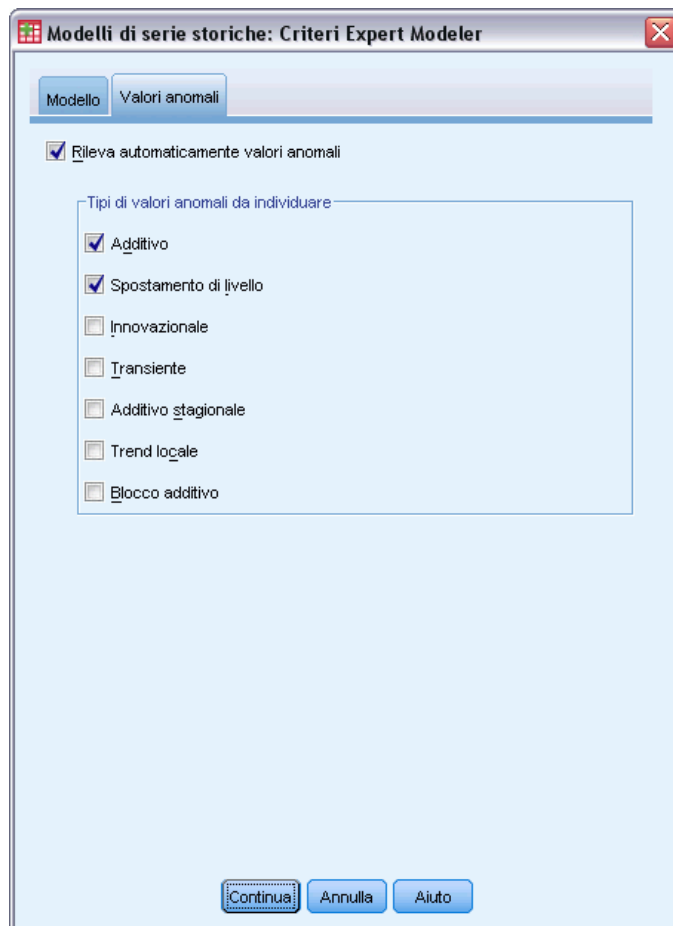 Modelli di serie storiche: Criteri Expert Modeler
Modello
Valori anomali
Rileva automaticamente valori anomali
Tipi di valori anomali da individuare
Additivo
Spostamento di livello
Innovazionale
Transiente
Additivo stagionale
Trend locale
Blocco additivo
Continua
Annulla
Aiuto